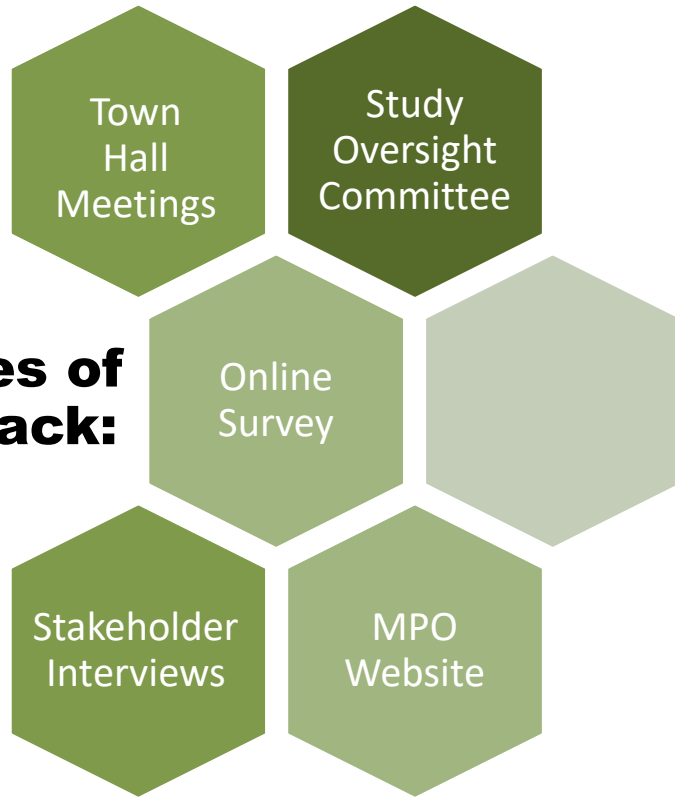 Town
Hall
Meetings
Study
Oversight
Committee
es of
ack:
Online
Survey
Stakeholder
Interviews
MPO
Website